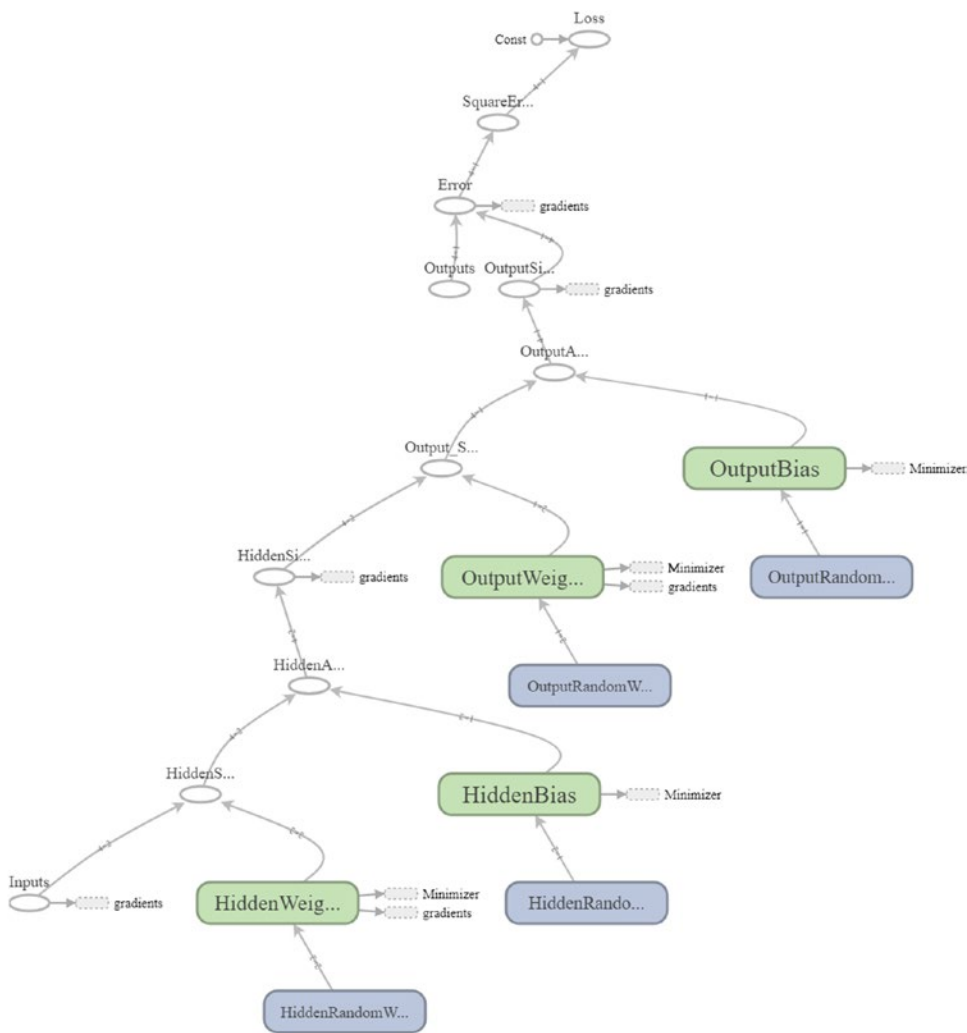 Loss
Const
SquareEr...
Error
gradients
Outputs
OutputSi...
gradients
OutputA...
Output_S...
OutputBias
Minimizer
HiddenSi...
gradients
OutputWeig...
Minimizer
gradients
OutputRandom...
HiddenA...
OutputRandomW...
HiddenS...
HiddenBias
Minimizer
Inputs
gradients
HiddenWeig...
Minimizer
gradients
HiddenRando...
HiddenRandomW...